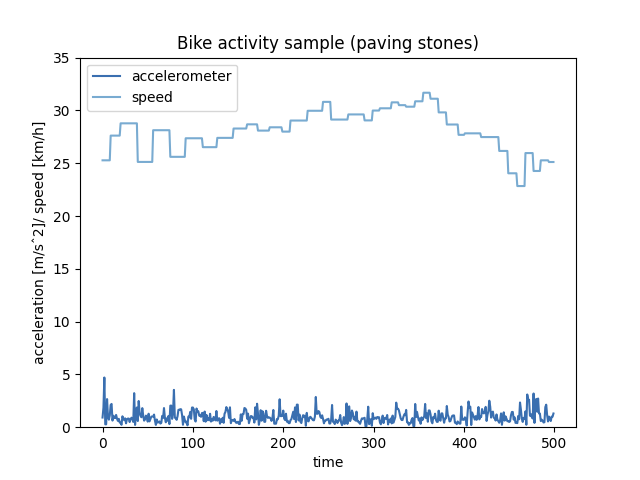 Bike activity sample (paving stones)
accelerometer
speed
acceleration [m/sˆ2]/ speed [km/h]
35
30
25
20
15
10
5
0
0 100 200 300 400 500
time